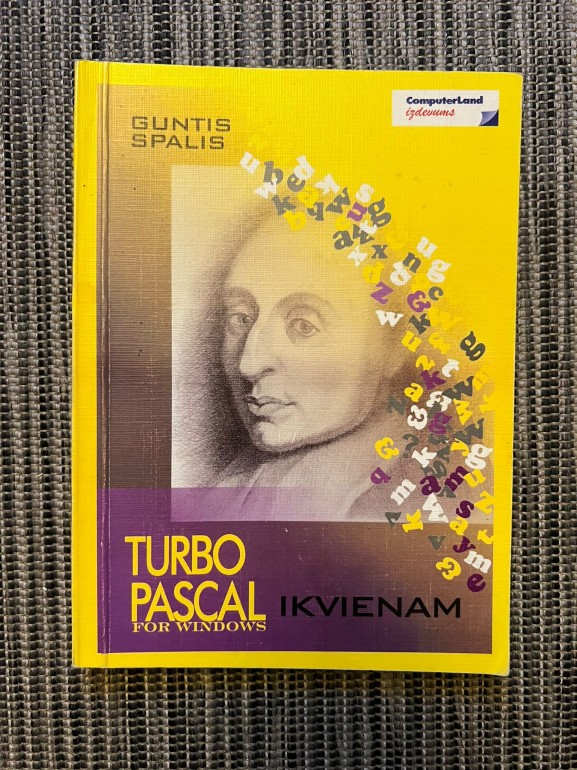 ComputerLand
izdevums
GUNTIS
SPALIS
TURBO
PASCAL IKVIENAM
FOR WINDOWS